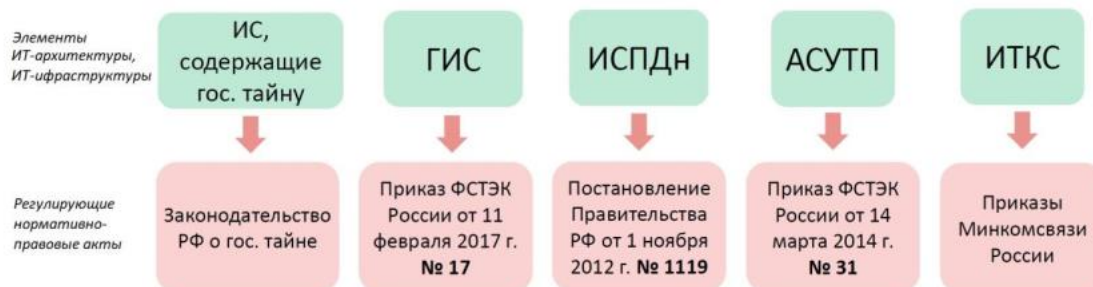 Элементы
ИТ-архитектуры,
ИТ-ифраструктуры
ИС,
содержащие
гос. тайну
ГИС
ИСПДн
АСУТП
ИТКС
Регулирующие
нормативно-
правовые акты
Законодательство
РФ о гос. тайне
Приказ ФСТЭК
России от 11
февраля 2017 г.
№ 17
Постановление
Правительства
РФ от 1 ноября
2012 г. № 1119
Приказ ФСТЭК
России от 14
марта 2014 г.
№ 31
Приказы
Минкомсвязи
России